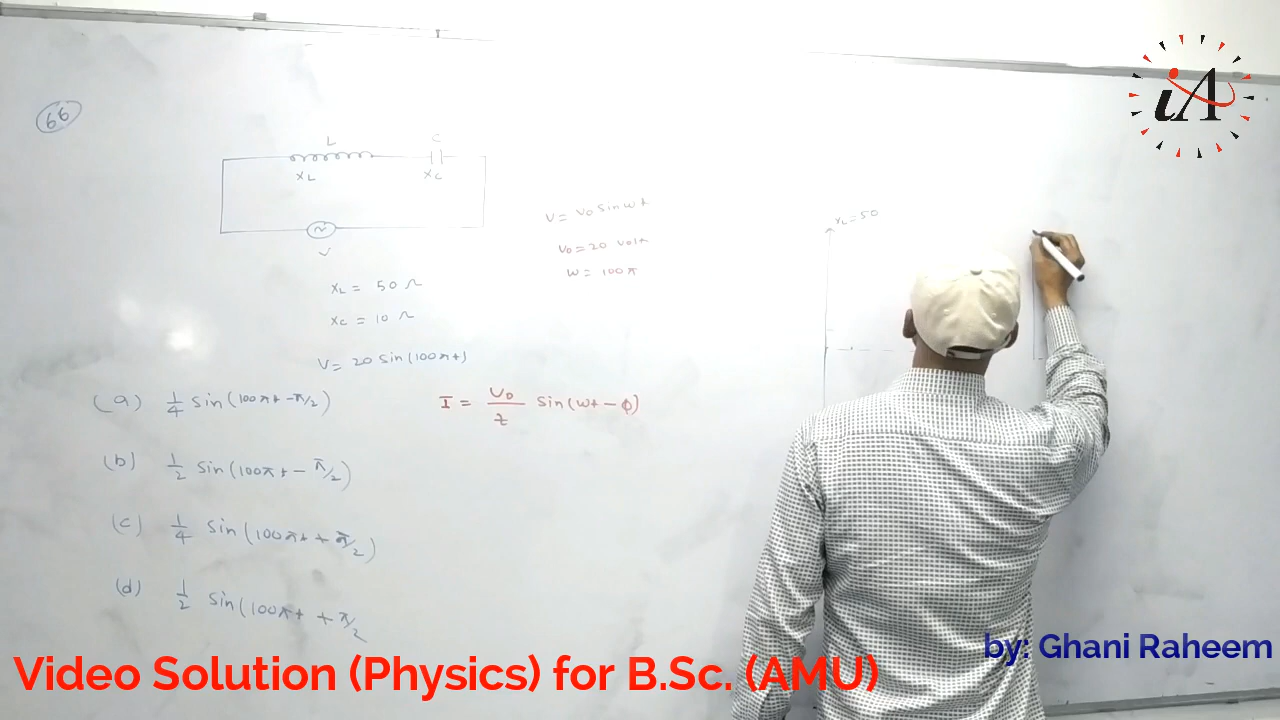 66
L
C
XL
XC
V
V = V0 sin ωt
V0 = 20 volt
ω = 100π
XL = 50 Ω
XC = 10 Ω
V = 20 sin(100πt)
(a) 1/4 sin(100πt - π/2)
I = V0/z sin(ωt - φ)
(b) 1/2 sin(100πt - π/2)
(c) 1/4 sin(100πt + π/2)
(d) 1/2 sin(100πt + π/2
XL = 50
iA
by: Ghani Raheem
Video Solution (Physics) for B.Sc. (AMU)